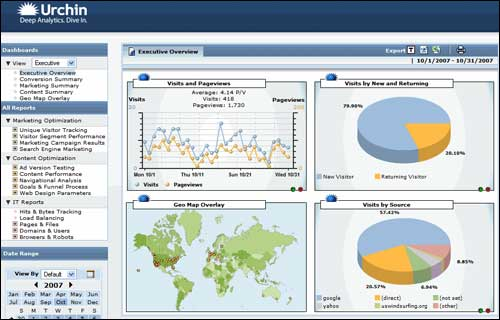 Urchin
Deep Analytics. Dive In.
Dashboards
View Executive
Executive Overview
Conversion Summary
Marketing Summary
Content Summary
Geo Map Overlay
All Reports
Marketing Optimization
Unique Visitor Tracking
Visitor Segment Performance
Marketing Campaign Results
Search Engine Marketing
Content Optimization
Ad Version Testing
Content Performance
Navigational Analysis
Goals & Funnel Process
Web Design Parameters
IT Reports
Hits & Bytes Tracking
Load Balancing
Pages & Files
Domains & Users
Browsers & Robots
Date Range
View By Default
2007
Jan Feb Mar Apr May Jun
Jul Aug Sep Oct Nov Dec
S M T W T F S
Executive Overview
Export
10/1/2007 - 10/31/2007
Visits and Pageviews
Average: 4.14 P/V
Visits Visits: 418 Pageviews
Pageviews: 1,730
20 200
Mon 10/1 Thu 10/11 Sun 10/21 Wed 10/31
Visits Pageviews
Visits by New and Returning
79.90%
20.10%
New Visitor Returning Visitor
Geo Map Overlay
Visits by Source
57.42%
8.85%
20.57% 6.94%
google (direct) (not set)
yahoo uswindsurfing.org (other)